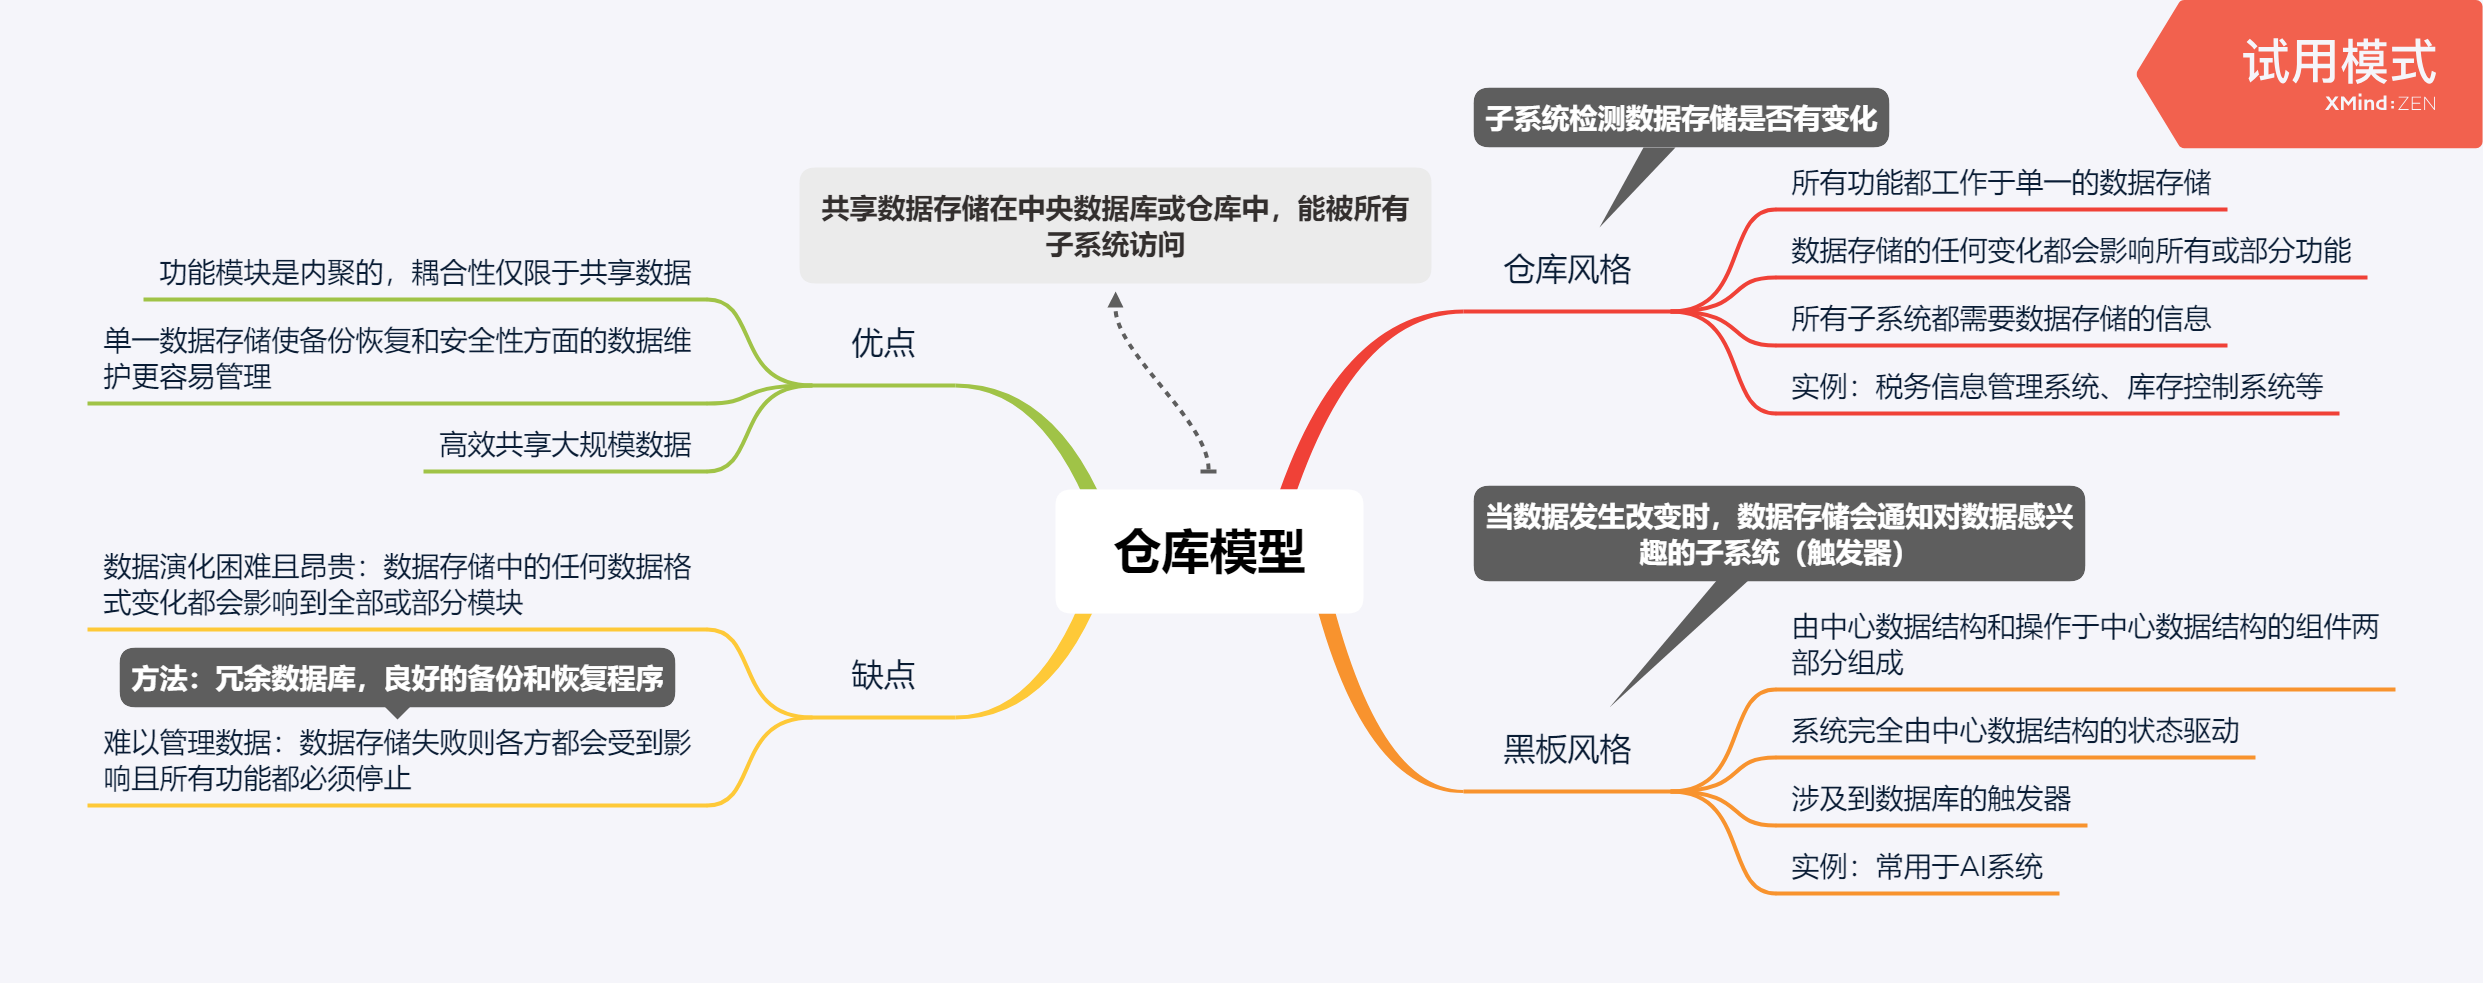 试用模式
XMind:ZEN
共享数据存储在中央数据库或仓库中，能被所有
子系统访问
仓库模型
子系统检测数据存储是否有变化
仓库风格
所有功能都工作于单一的数据存储
数据存储的任何变化都会影响所有或部分功能
所有子系统都需要数据存储的信息
实例：税务信息管理系统、库存控制系统等
当数据发生改变时，数据存储会通知对数据感兴
趣的子系统（触发器）
黑板风格
由中心数据结构和操作于中心数据结构的组件两
部分组成
系统完全由中心数据结构的状态驱动
涉及到数据库的触发器
实例：常用于AI系统
优点
功能模块是内聚的，耦合性仅限于共享数据
单一数据存储使备份恢复和安全性方面的数据维
护更容易管理
高效共享大规模数据
缺点
数据演化困难且昂贵：数据存储中的任何数据格
式变化都会影响到全部或部分模块
方法：冗余数据库，良好的备份和恢复程序
难以管理数据：数据存储失败则各方都会受到影
响且所有功能都必须停止